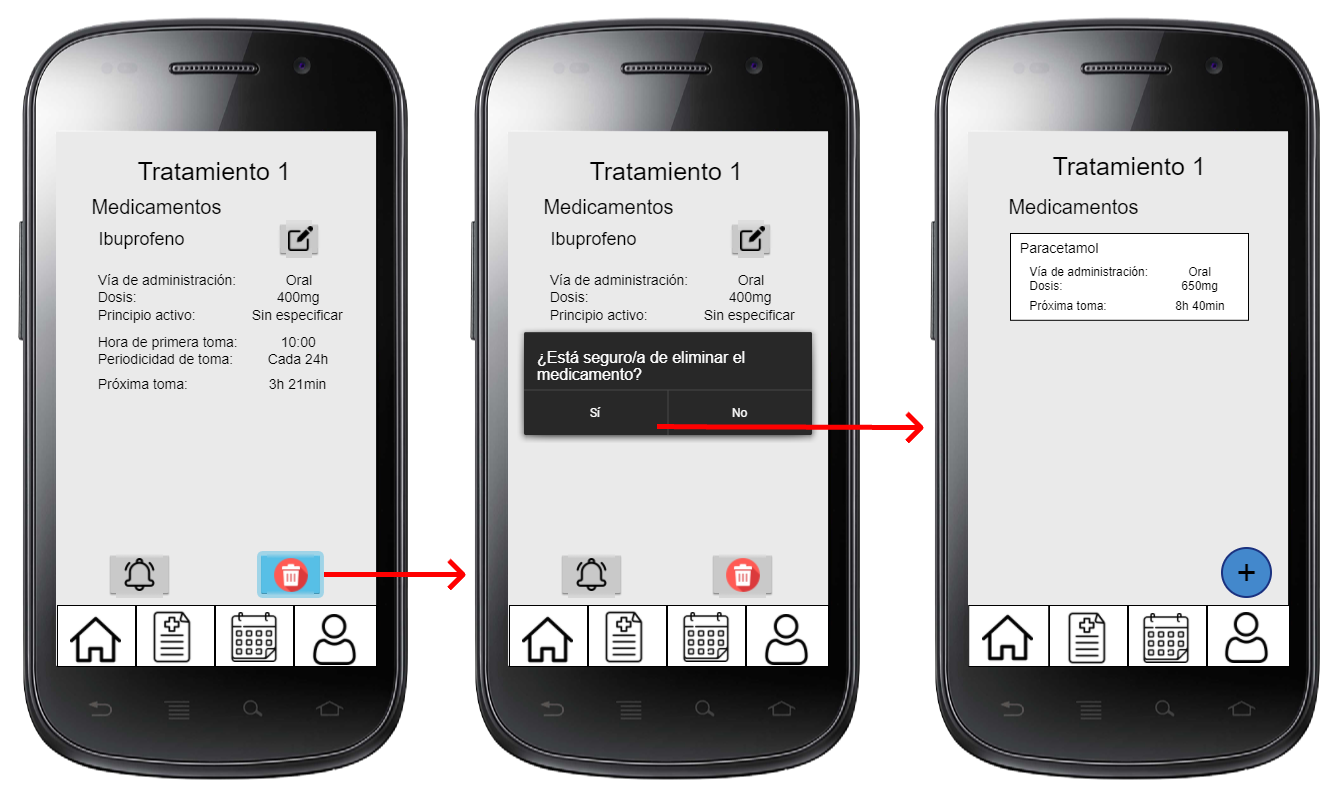 Tratamiento 1
Medicamentos
Ibuprofeno
Vía de administración: Oral
Dosis: 400mg
Principio activo: Sin especificar
Hora de primera toma: 10:00
Periodicidad de toma: Cada 24h
Próxima toma: 3h 21min
Tratamiento 1
Medicamentos
Ibuprofeno
Vía de administración: Oral
Dosis: 400mg
Principio activo: Sin especificar
¿Está seguro/a de eliminar el
medicamento?
Sí No
Tratamiento 1
Medicamentos
Paracetamol
Vía de administración: Oral
Dosis: 650mg
Próxima toma: 8h 40min
+